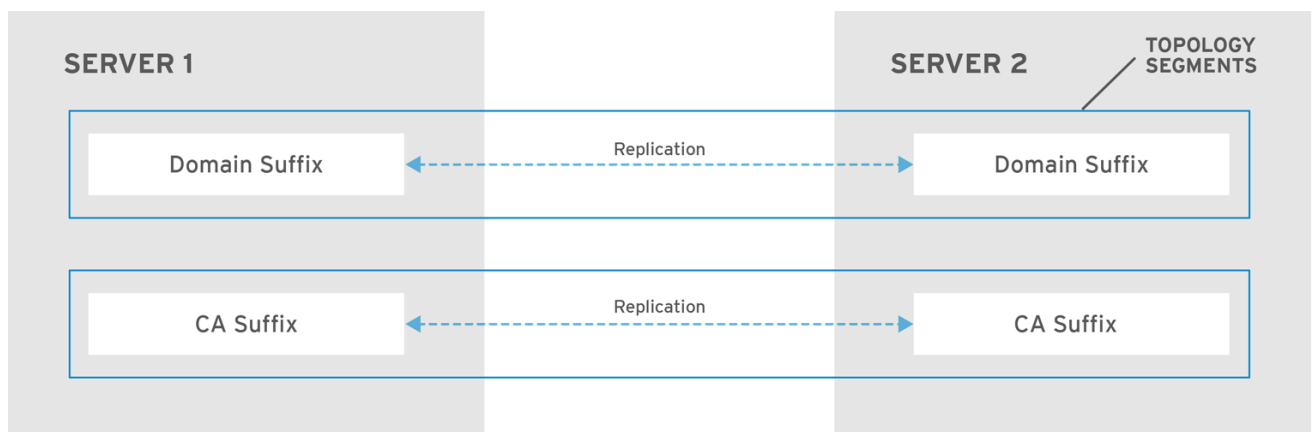 SERVER 1
SERVER 2
TOPOLOGY
SEGMENTS
Domain Suffix
Replication
Domain Suffix
CA Suffix
Replication
CA Suffix